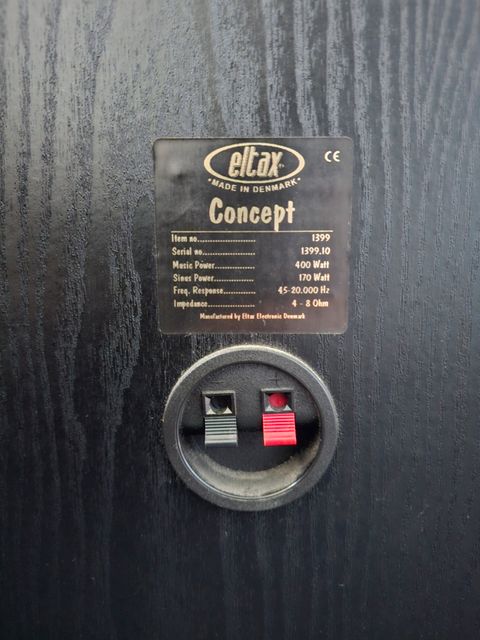 eltax
CE
• MADE IN DENMARK •
Concept
Item no........................ 1399
Serial no....................... 1399.10
Music Power................ 400 Watt
Sinus Power................ 170 Watt
Freq. Response............. 45-20.000 Hz
Impedance.................... 4 - 8 Ohm
Manufactured by Eltax Electronic Denmark
- +